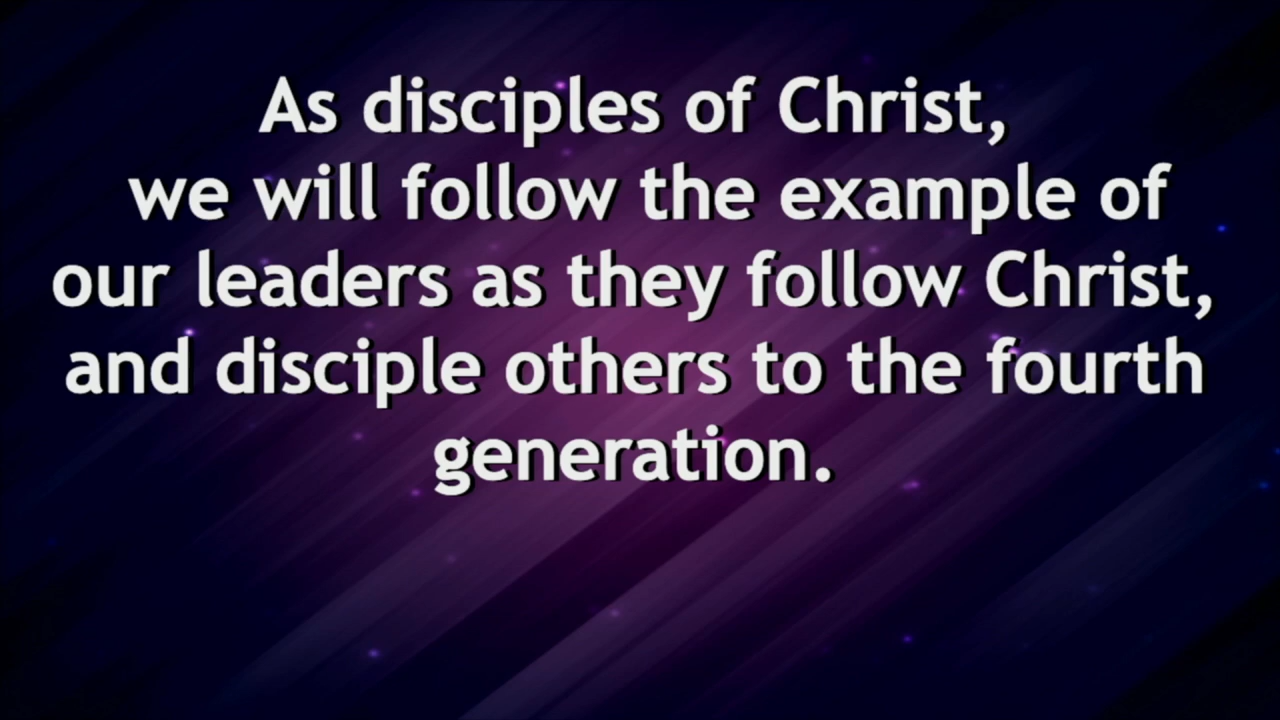 As disciples of Christ,
we will follow the example of
our leaders as they follow Christ,
and disciple others to the fourth
generation.